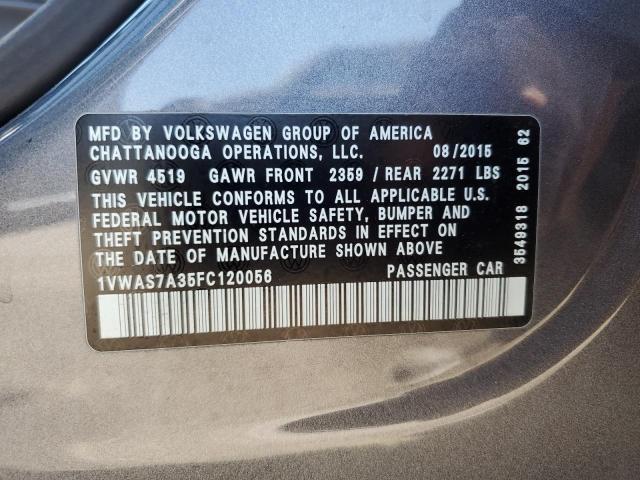 MFD BY VOLKSWAGEN GROUP OF AMERICA
CHATTANOOGA OPERATIONS, LLC. 08/2015
GVWR 4519 GAWR FRONT 2359 / REAR 2271 LBS
THIS VEHICLE CONFORMS TO ALL APPLICABLE U.S.
FEDERAL MOTOR VEHICLE SAFETY, BUMPER AND
THEFT PREVENTION STANDARDS IN EFFECT ON
THE DATE OF MANUFACTURE SHOWN ABOVE
1VWAS7A35FC120056 PASSENGER CAR
3549318 2015 62